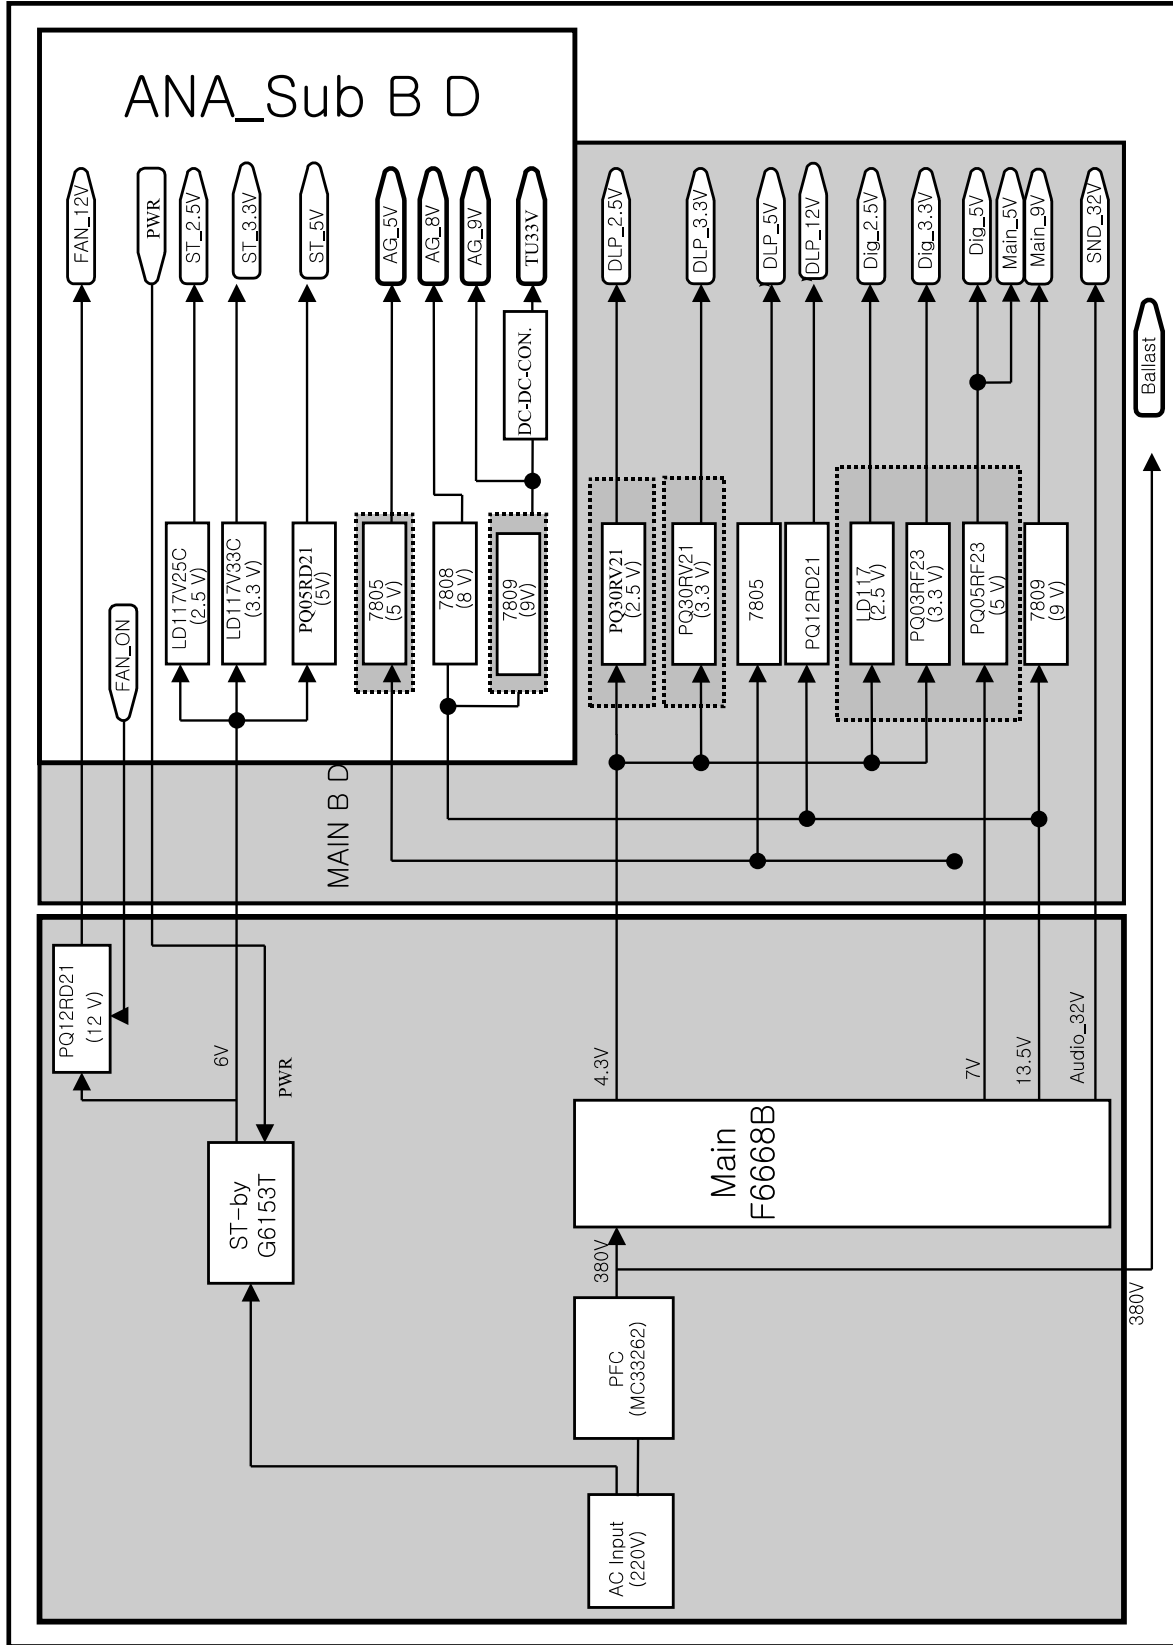 ANA_Sub B D
FAN_12V
PWR
ST_2.5V
ST_3.3V
ST_5V
AG_5V
AG_8V
AG_9V
TU33V
DLP_2.5V
DLP_3.3V
DLP_5V
DLP_12V
Dig_2.5V
Dig_3.3V
Dig_5V
Main_5V
Main_9V
SND_32V
Ballast
DC-DC-CON.
FAN_ON
LD117V25C
(2.5 V)
LD117V33C
(3.3 V)
PQ05RD21
(5V)
7805
(5 V)
7808
(8 V)
7809
(9V)
PQ30RV21
(2.5 V)
PQ30RV21
(3.3 V)
7805
PQ12RD21
LD117
(2.5 V)
PQ03RF23
(3.3 V)
PQ05RF23
(5 V)
7809
(9 V)
MAIN B D
PQ12RD21
(12 V)
6V
PWR
4.3V
7V
13.5V
Audio_32V
ST-by
G6153T
Main
F6668B
380V
380V
PFC
(MC33262)
AC Input
(220V)